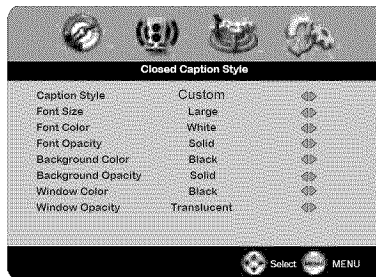 Closed Caption Style
Caption Style Custom
Font Size Large
Font Color White
Font Opacity Solid
Background Color Black
Background Opacity Solid
Window Color Black
Window Opacity Translucent
Select MENU